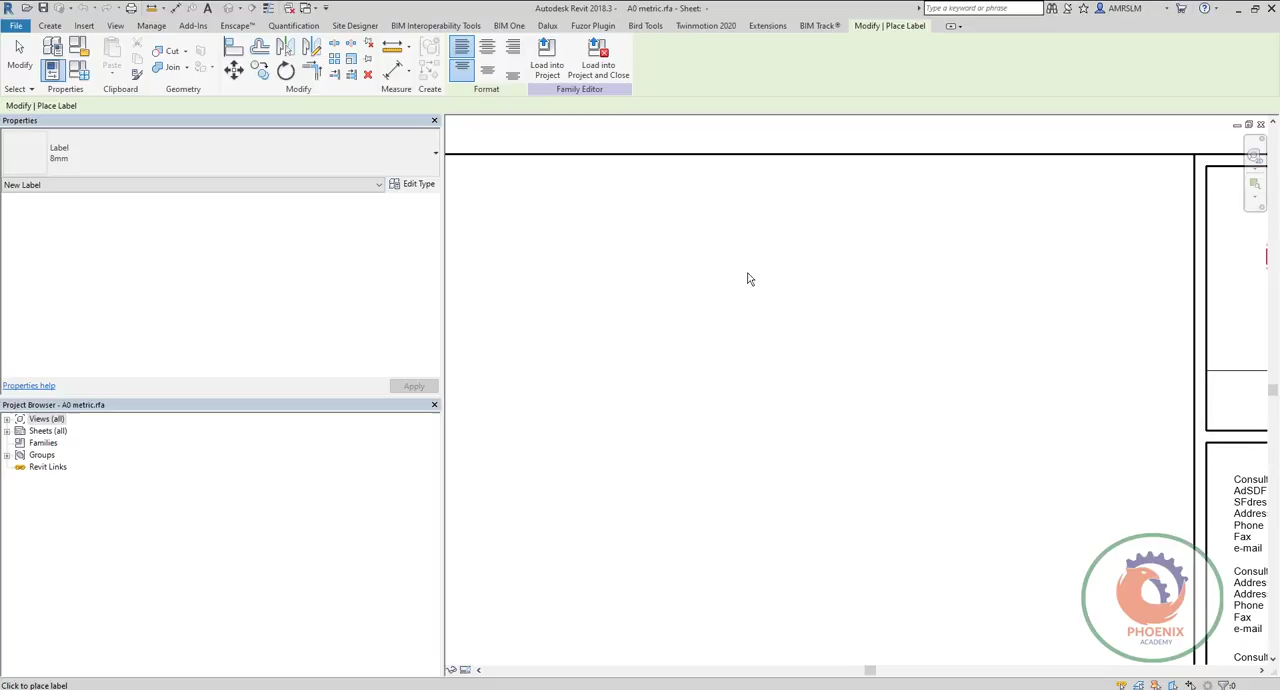 Autodesk Revit 2018.3 - A0 metric.rfa - Sheet: -
Type a keyword or phrase
AMRSLM
File Create Insert View Manage Add-Ins Enscape™ Quantification Site Designer BIM Interoperability Tools BIM One Dalux Fuzor Plugin Bird Tools Twinmotion 2020 Extensions BIM Track® Modify | Place Label
Modify
Paste
Cut
Join
Load into Project
Load into Project and Close
Select Properties Clipboard Geometry Modify Measure Create Format Family Editor
Modify | Place Label
Properties
Label
8mm
New Label
Edit Type
Properties help
Apply
Project Browser - A0 metric.rfa
Views (all)
Sheets (all)
Families
Groups
Revit Links
Consult
AdSDF
SFdres
Addres
Phone
Fax
e-mail
Consult
Addres
Addres
Phone
Fax
e-mail
Consult
PHOENIX
ACADEMY
Click to place label
:0